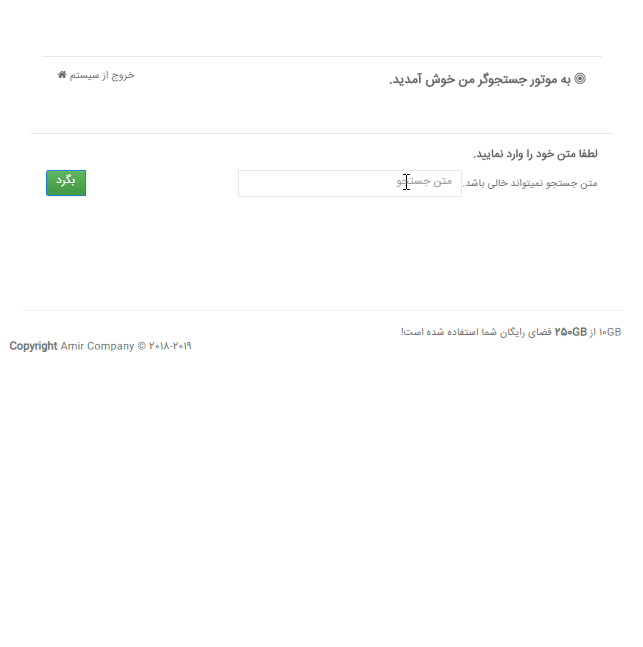 به موتور جستجوگر من خوش آمدید.
خروج از سیستم
لطفا متن خود را وارد نمایید.
متن جستجو نمیتواند خالی باشد.
متن جستجو
بگرد
۱۰GB از ۲۵۰GB فضای رایگان شما استفاده شده است!
Copyright Amir Company © ۲۰۱۸-۲۰۱۹